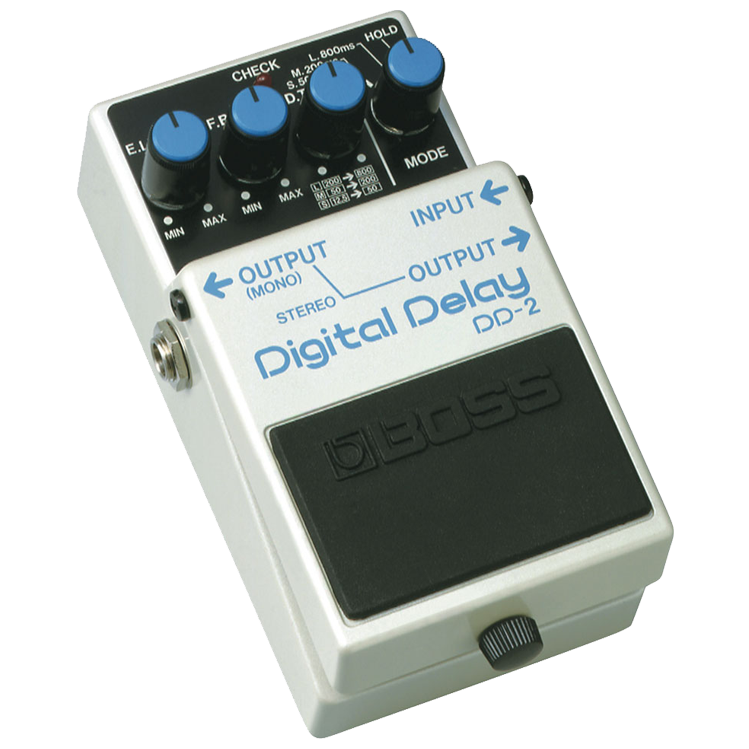 HOLD
L. 800ms
CHECK
MODE
MIN
MAX
MIN
MAX
L 200 → 800
M 50 → 200
S 12.5 → 50
INPUT ←
← OUTPUT
(MONO)
OUTPUT →
STEREO
Digital Delay
DD-2
BOSS